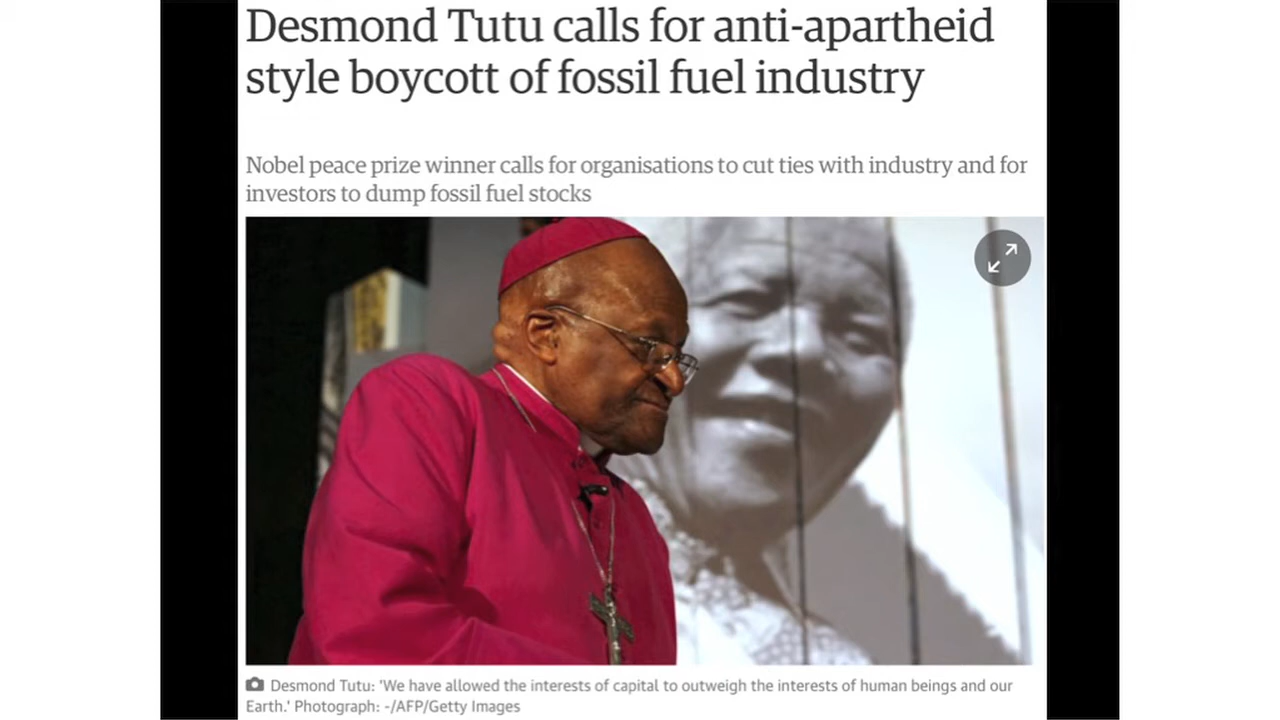 Desmond Tutu calls for anti-apartheid
style boycott of fossil fuel industry
Nobel peace prize winner calls for organisations to cut ties with industry and for
investors to dump fossil fuel stocks
Desmond Tutu: 'We have allowed the interests of capital to outweigh the interests of human beings and our
Earth.' Photograph: -/AFP/Getty Images